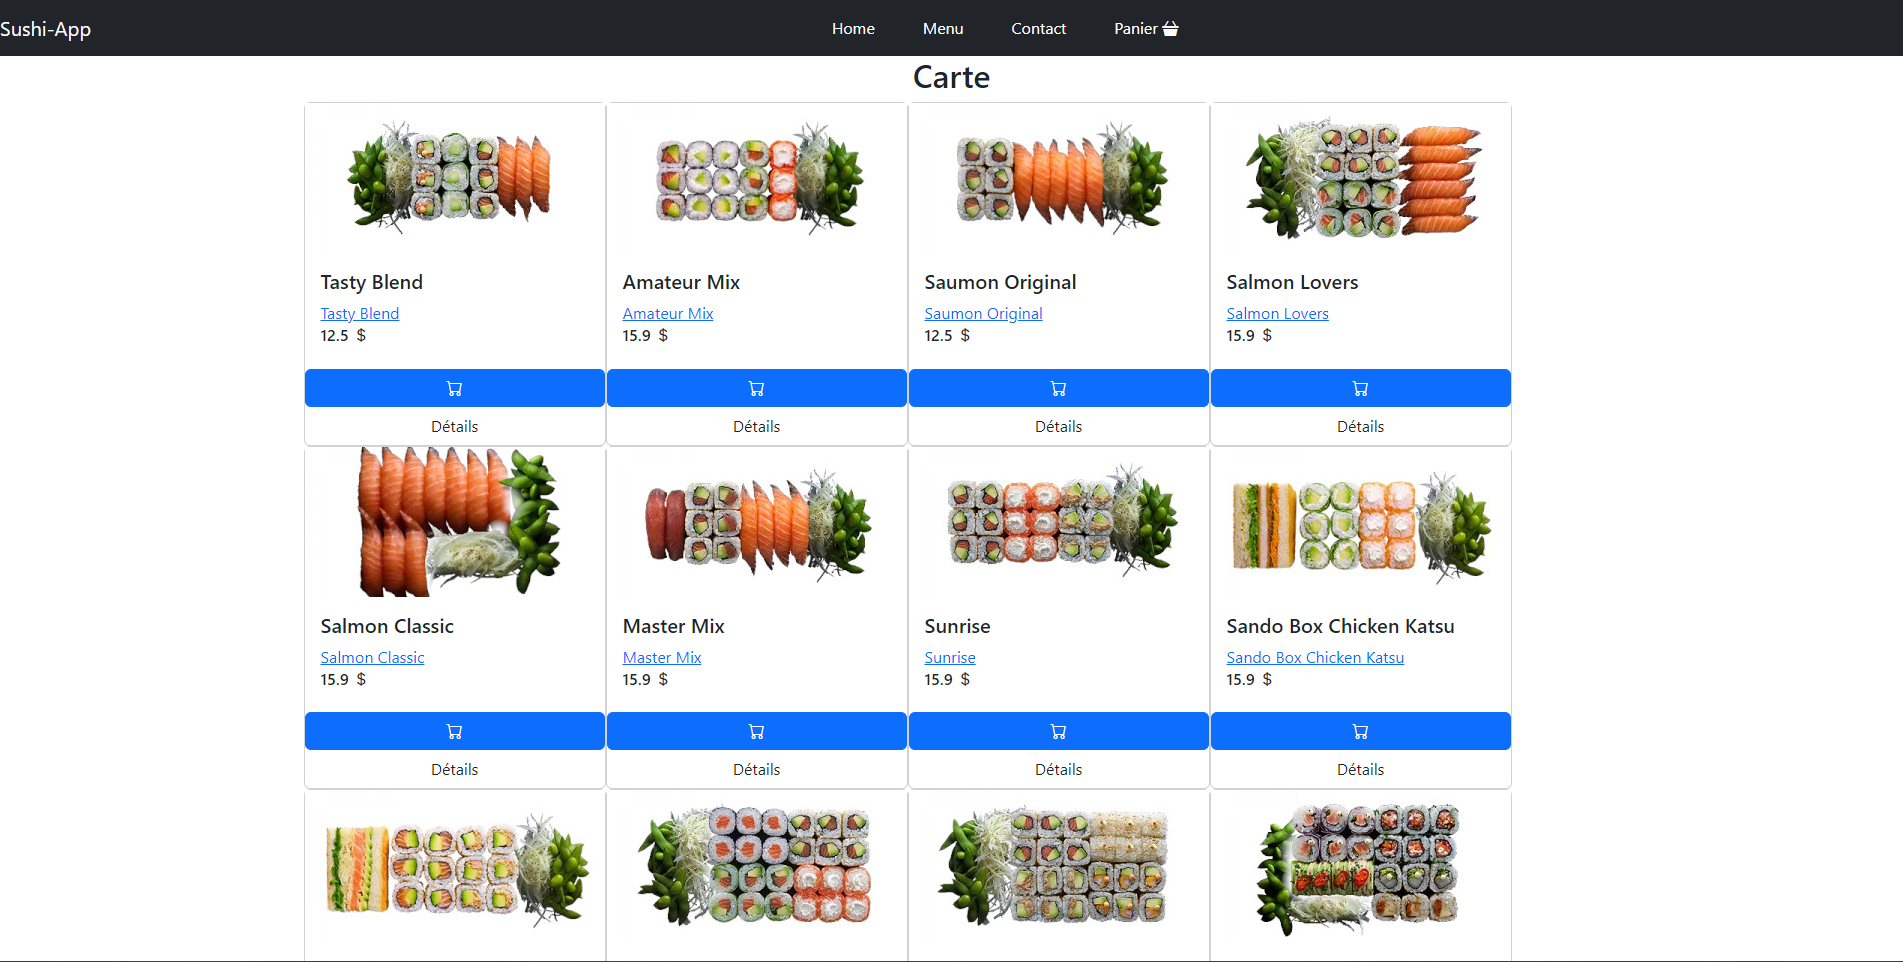 Sushi-App
Home Menu Contact Panier
Carte
Tasty Blend
Tasty Blend
12.5 $
Détails
Amateur Mix
Amateur Mix
15.9 $
Détails
Saumon Original
Saumon Original
12.5 $
Détails
Salmon Lovers
Salmon Lovers
15.9 $
Détails
Salmon Classic
Salmon Classic
15.9 $
Détails
Master Mix
Master Mix
15.9 $
Détails
Sunrise
Sunrise
15.9 $
Détails
Sando Box Chicken Katsu
Sando Box Chicken Katsu
15.9 $
Détails